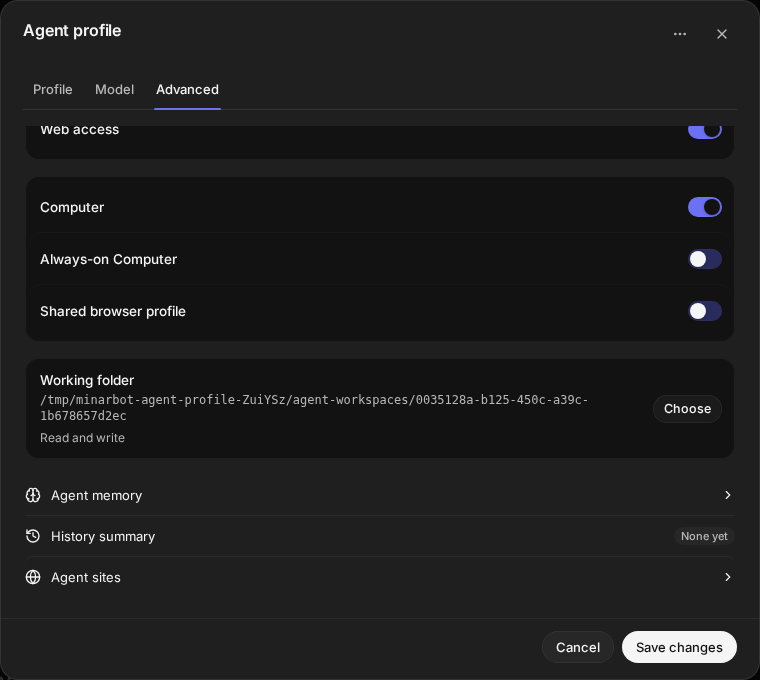 Agent profile
Profile Model Advanced
Web access
Computer
Always-on Computer
Shared browser profile
Working folder
/tmp/minarbot-agent-profile-ZuiYSz/agent-workspaces/0035128a-b125-450c-a39c-
1b678657d2ec
Choose
Read and write
Agent memory
History summary None yet
Agent sites
Cancel Save changes